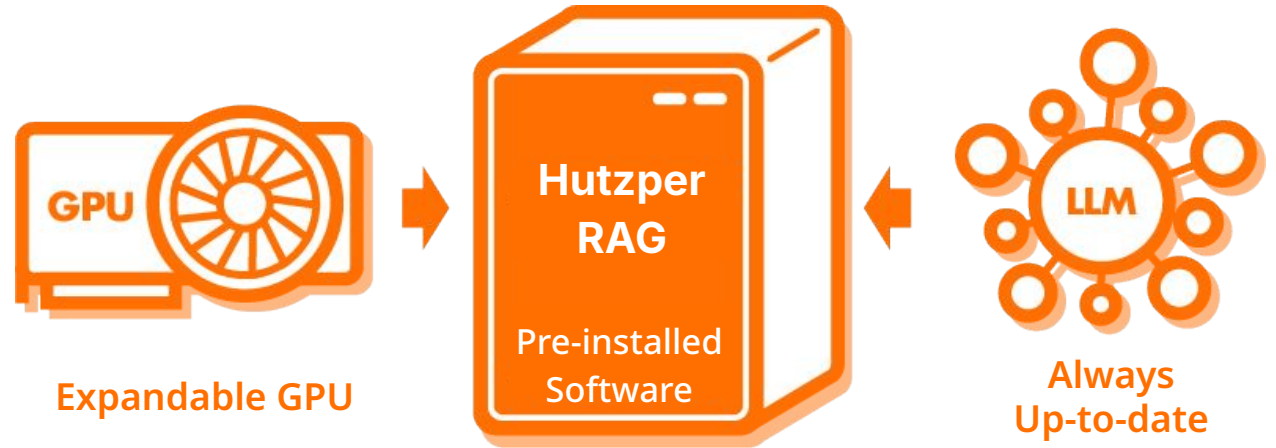 GPU
Expandable GPU
Hutzper
RAG
Pre-installed
Software
LLM
Always
Up-to-date